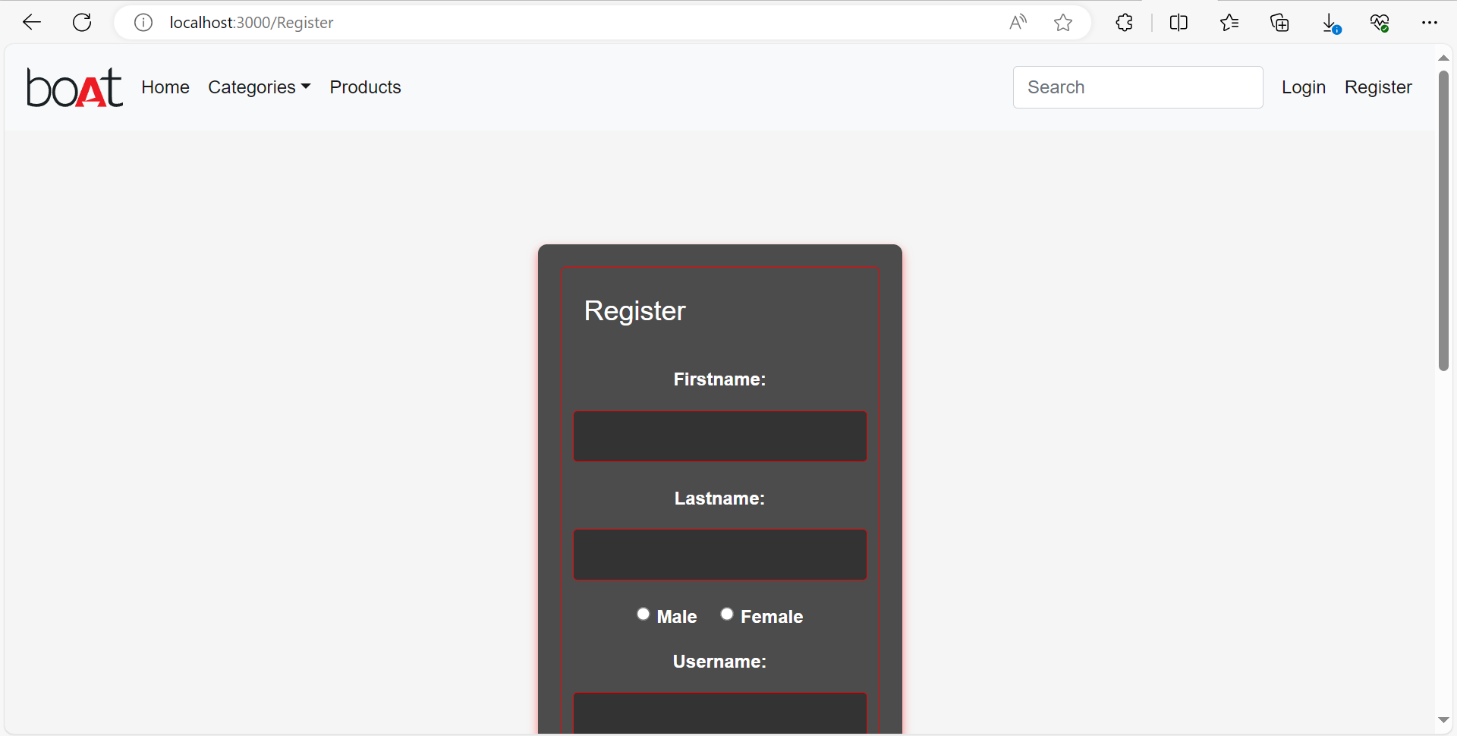 localhost:3000/Register
boAt Home Categories Products Search Login Register
Register
Firstname:
Lastname:
Male Female
Username: